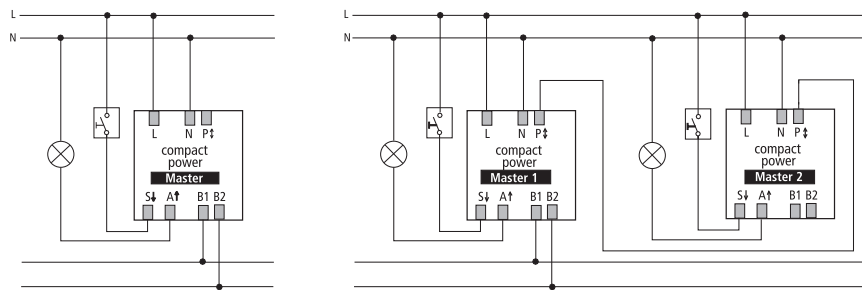 L
N
L N P⇕
compact
power
Master
S↓ A↑ B1 B2
L
N
L N P⇕
compact
power
Master 1
S↓ A↑ B1 B2
L N P⇕
compact
power
Master 2
S↓ A↑ B1 B2